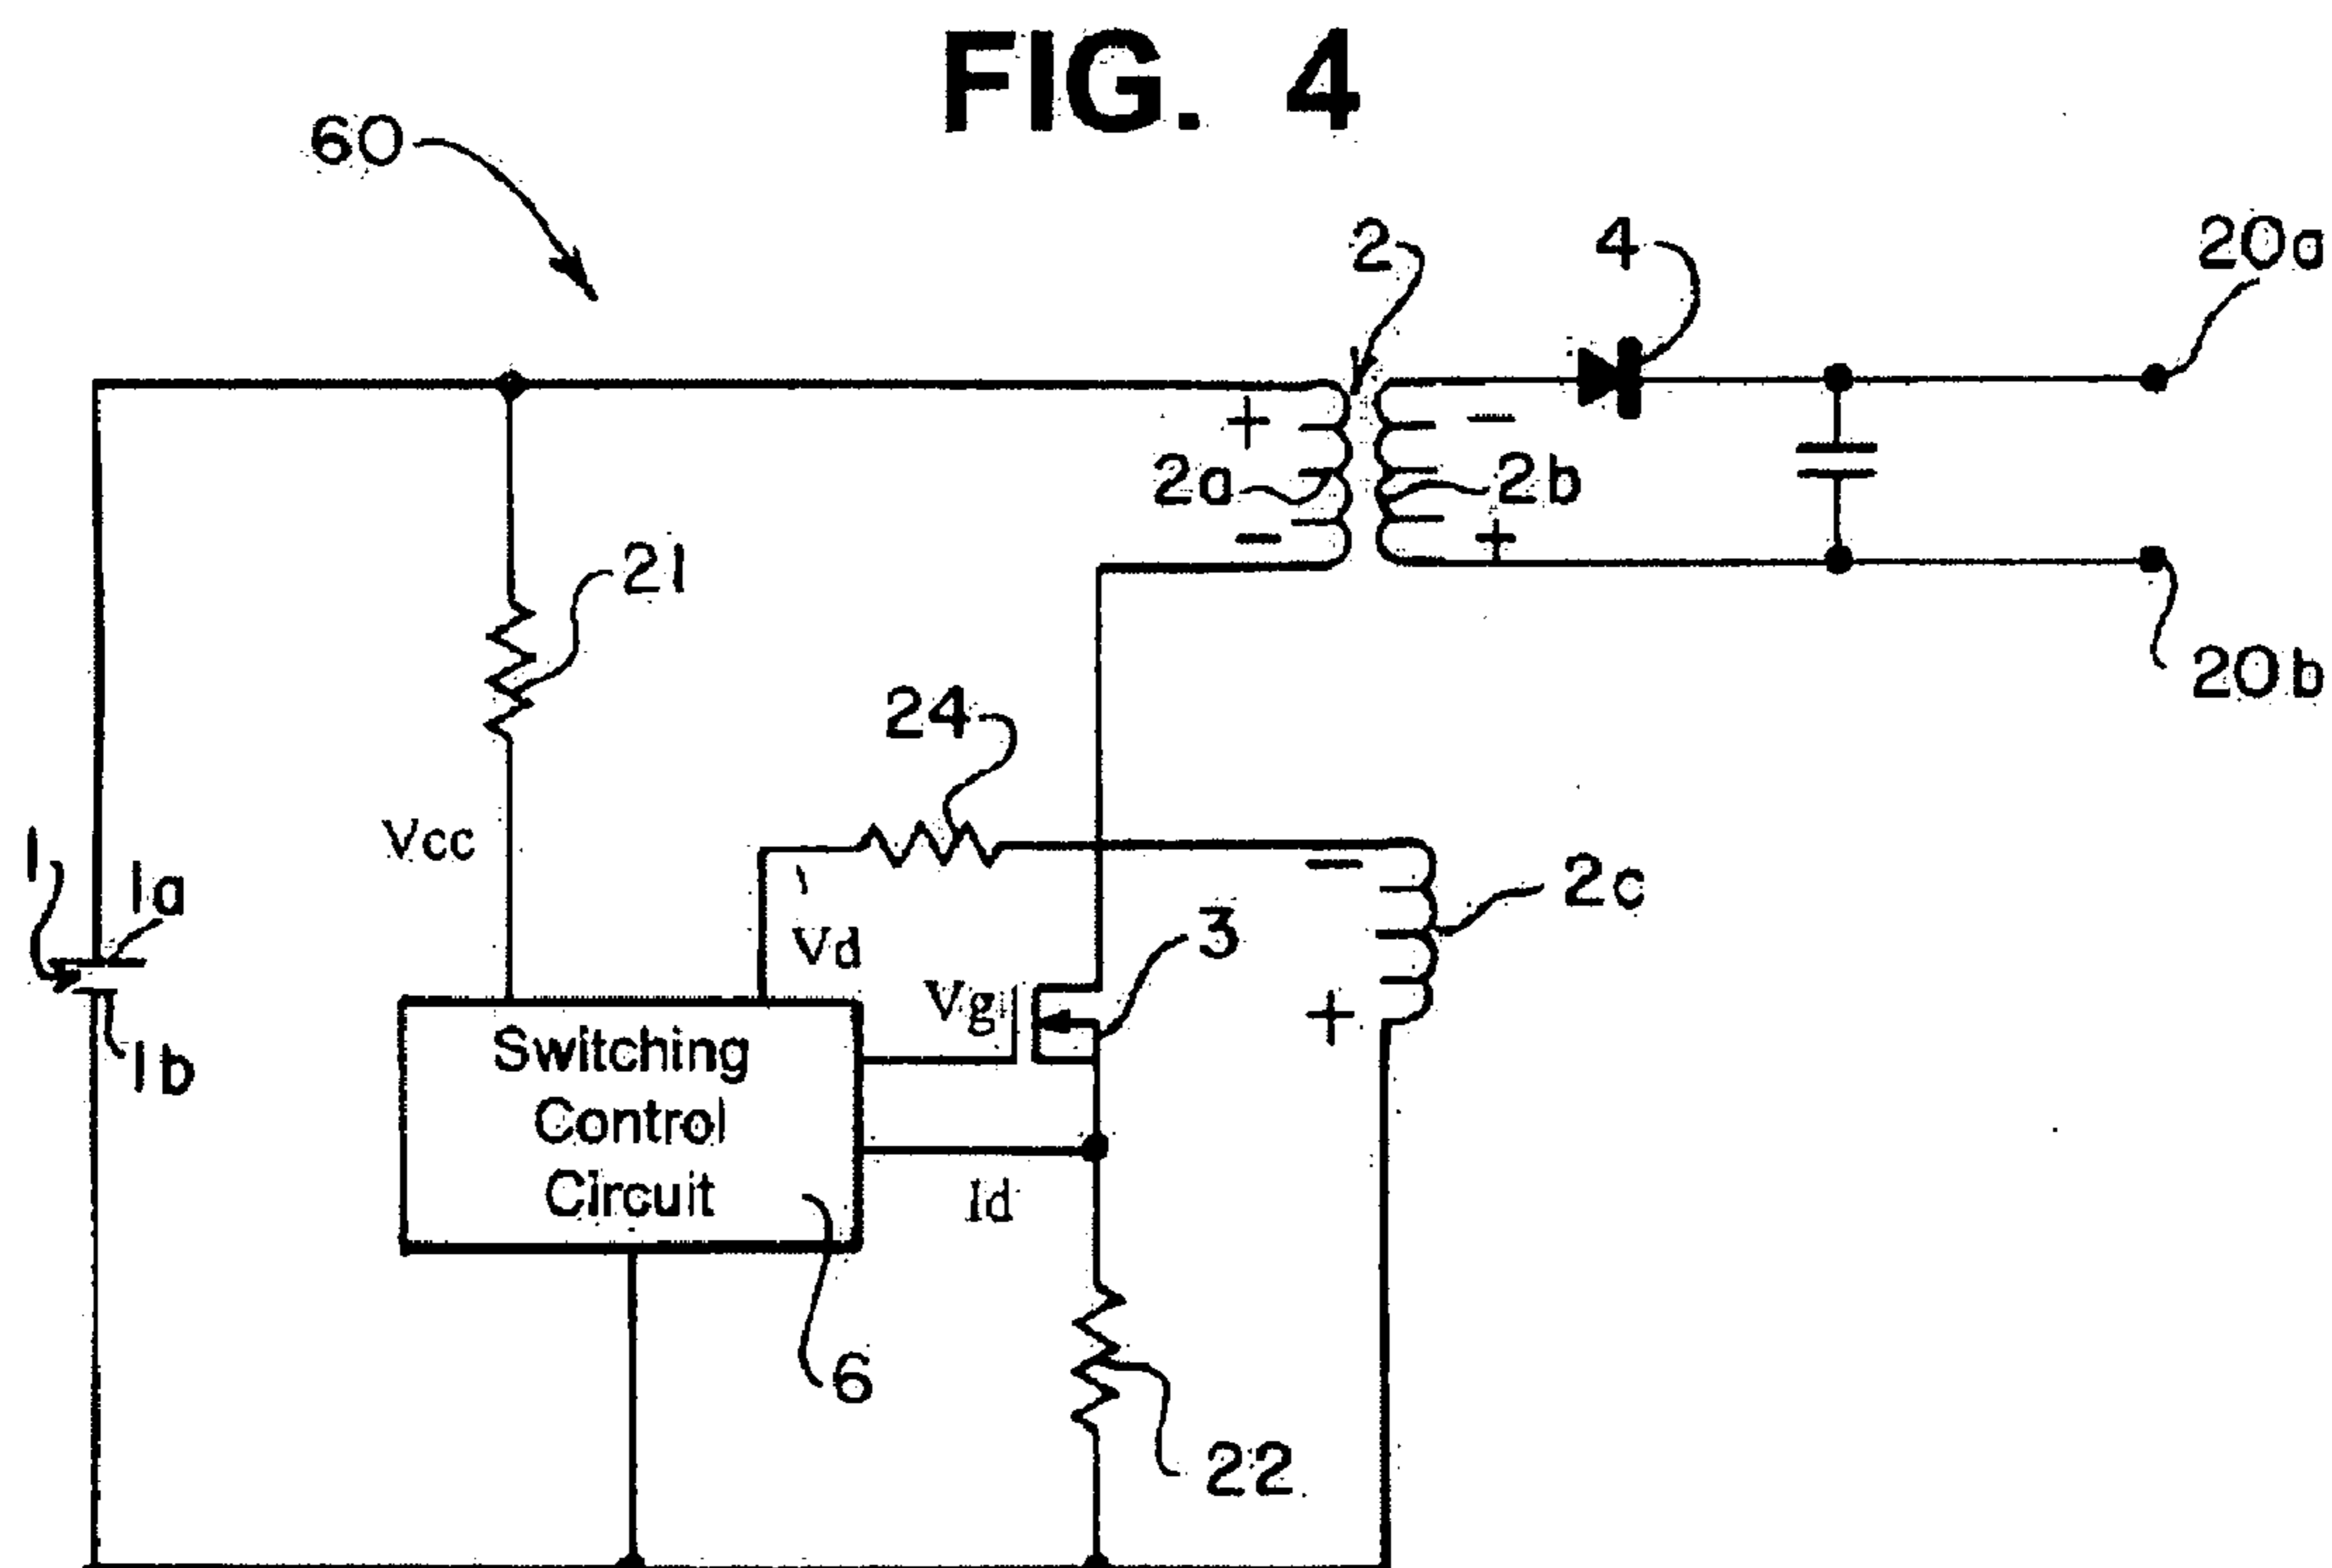 FIG. 4
60
2
4
20a
+
-
2a
2b
-
+
21
20b
24
Vcc
1
1a
-
2c
Vd
3
Vg
+
Switching
Control
Circuit
1b
Id
6
22